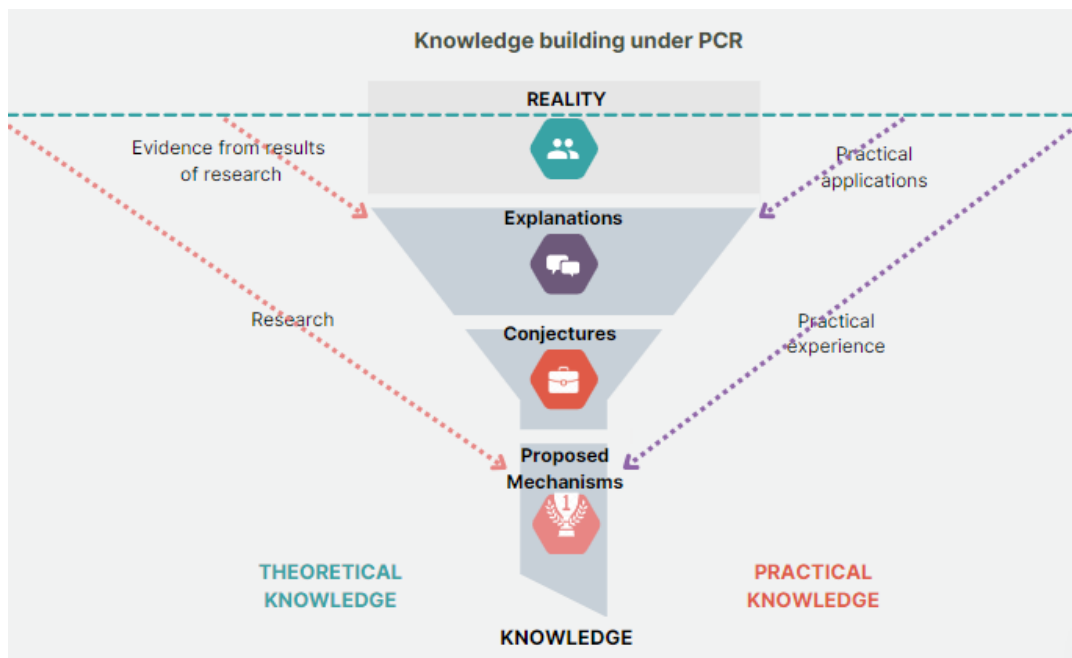 Knowledge building under PCR
REALITY
Evidence from results
of research
Practical
applications
Explanations
Research
Conjectures
Practical
experience
Proposed
Mechanisms
1
THEORETICAL
KNOWLEDGE
PRACTICAL
KNOWLEDGE
KNOWLEDGE